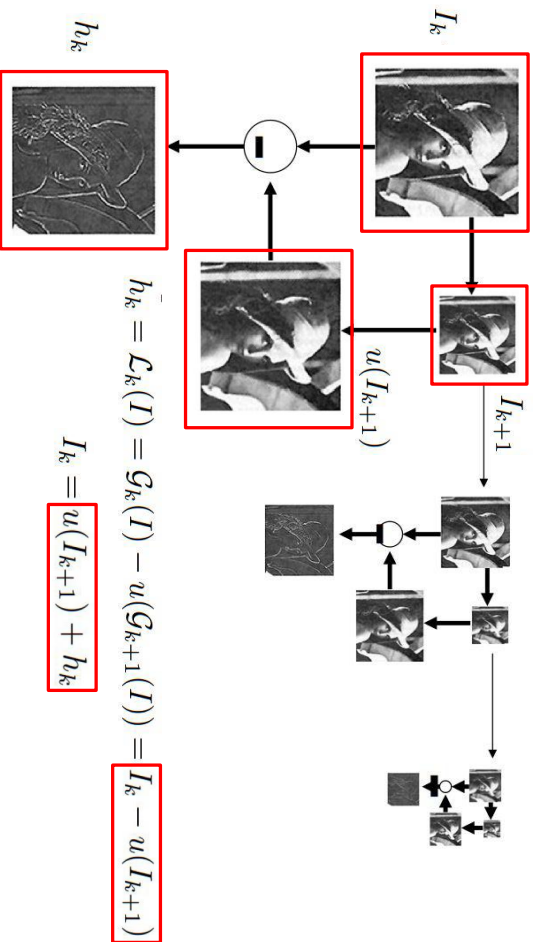 I_k
I_{k+1}
u(I_{k+1})
h_k
h_k = \mathcal{L}_k(I) = \mathcal{G}_k(I) - u(\mathcal{G}_{k+1}(I)) = I_k - u(I_{k+1})
I_k = u(I_{k+1}) + h_k